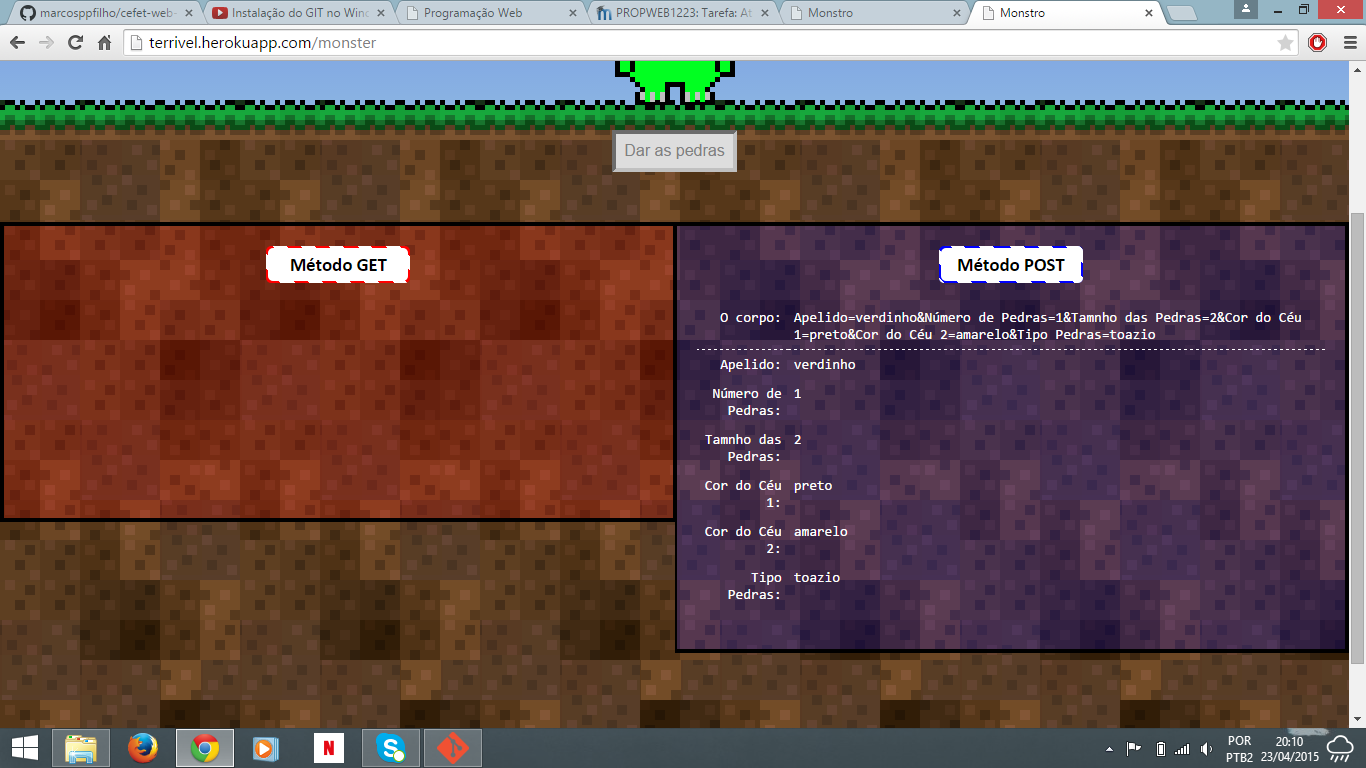 marcosppfilho/cefet-web-
Instalação do GIT no Winc
Programação Web
PROPWEB1223: Tarefa: At
Monstro
Monstro
terrivel.herokuapp.com/monster
Dar as pedras
Método GET
Método POST
O corpo: Apelido=verdinho&Número de Pedras=1&Tamnho das Pedras=2&Cor do Céu
1=preto&Cor do Céu 2=amarelo&Tipo Pedras=toazio
Apelido: verdinho
Número de 1
Pedras:
Tamnho das 2
Pedras:
Cor do Céu preto
1:
Cor do Céu amarelo
2:
Tipo toazio
Pedras:
N
S
POR
PTB2
20:10
23/04/2015